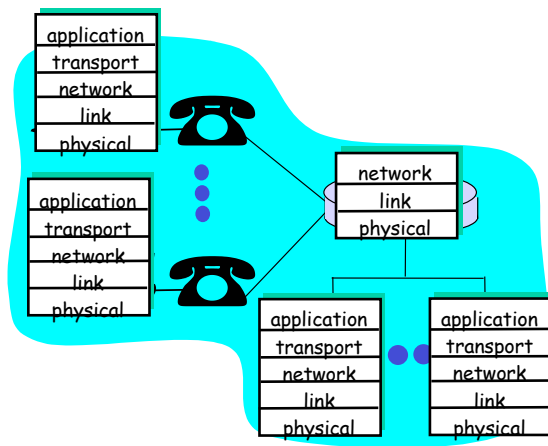 application
transport
network
link
physical
application
transport
network
link
physical
network
link
physical
application
transport
network
link
physical
application
transport
network
link
physical